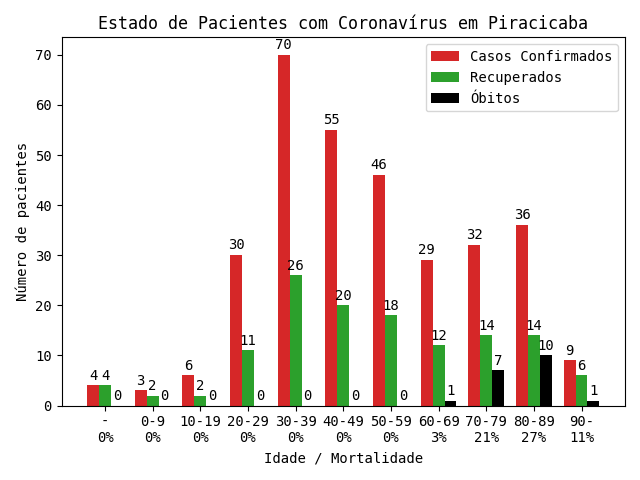 Estado de Pacientes com Coronavírus em Piracicaba
Número de pacientes
70
60
50
40
30
20
10
0
Casos Confirmados
Recuperados
Óbitos
4 4 0
3 2 0
6 2 0
30 11 0
70 26 0
55 20 0
46 18 0
29 12 1
32 14 7
36 14 10
9 6 1
- 0-9 10-19 20-29 30-39 40-49 50-59 60-69 70-79 80-89 90-
0% 0% 0% 0% 0% 0% 0% 3% 21% 27% 11%
Idade / Mortalidade